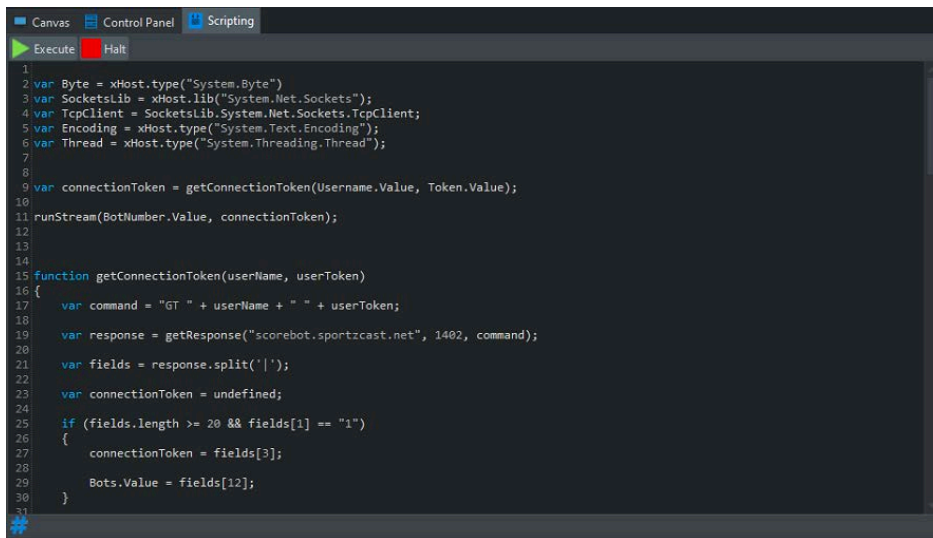 Canvas Control Panel Scripting
Execute Halt
1
2 var Byte = xHost.type("System.Byte")
3 var SocketsLib = xHost.lib("System.Net.Sockets");
4 var TcpClient = SocketsLib.System.Net.Sockets.TcpClient;
5 var Encoding = xHost.type("System.Text.Encoding");
6 var Thread = xHost.type("System.Threading.Thread");
7
8
9 var connectionToken = getConnectionToken(Username.Value, Token.Value);
10
11 runStream(BotNumber.Value, connectionToken);
12
13
14
15 function getConnectionToken(userName, userToken)
16 {
17     var command = "GT " + userName + " " + userToken;
18
19     var response = getResponse("scorebot.sportzcast.net", 1402, command);
20
21     var fields = response.split('|');
22
23     var connectionToken = undefined;
24
25     if (fields.length >= 20 && fields[1] == "1")
26     {
27         connectionToken = fields[3];
28
29         Bots.Value = fields[12];
30     }
31
#